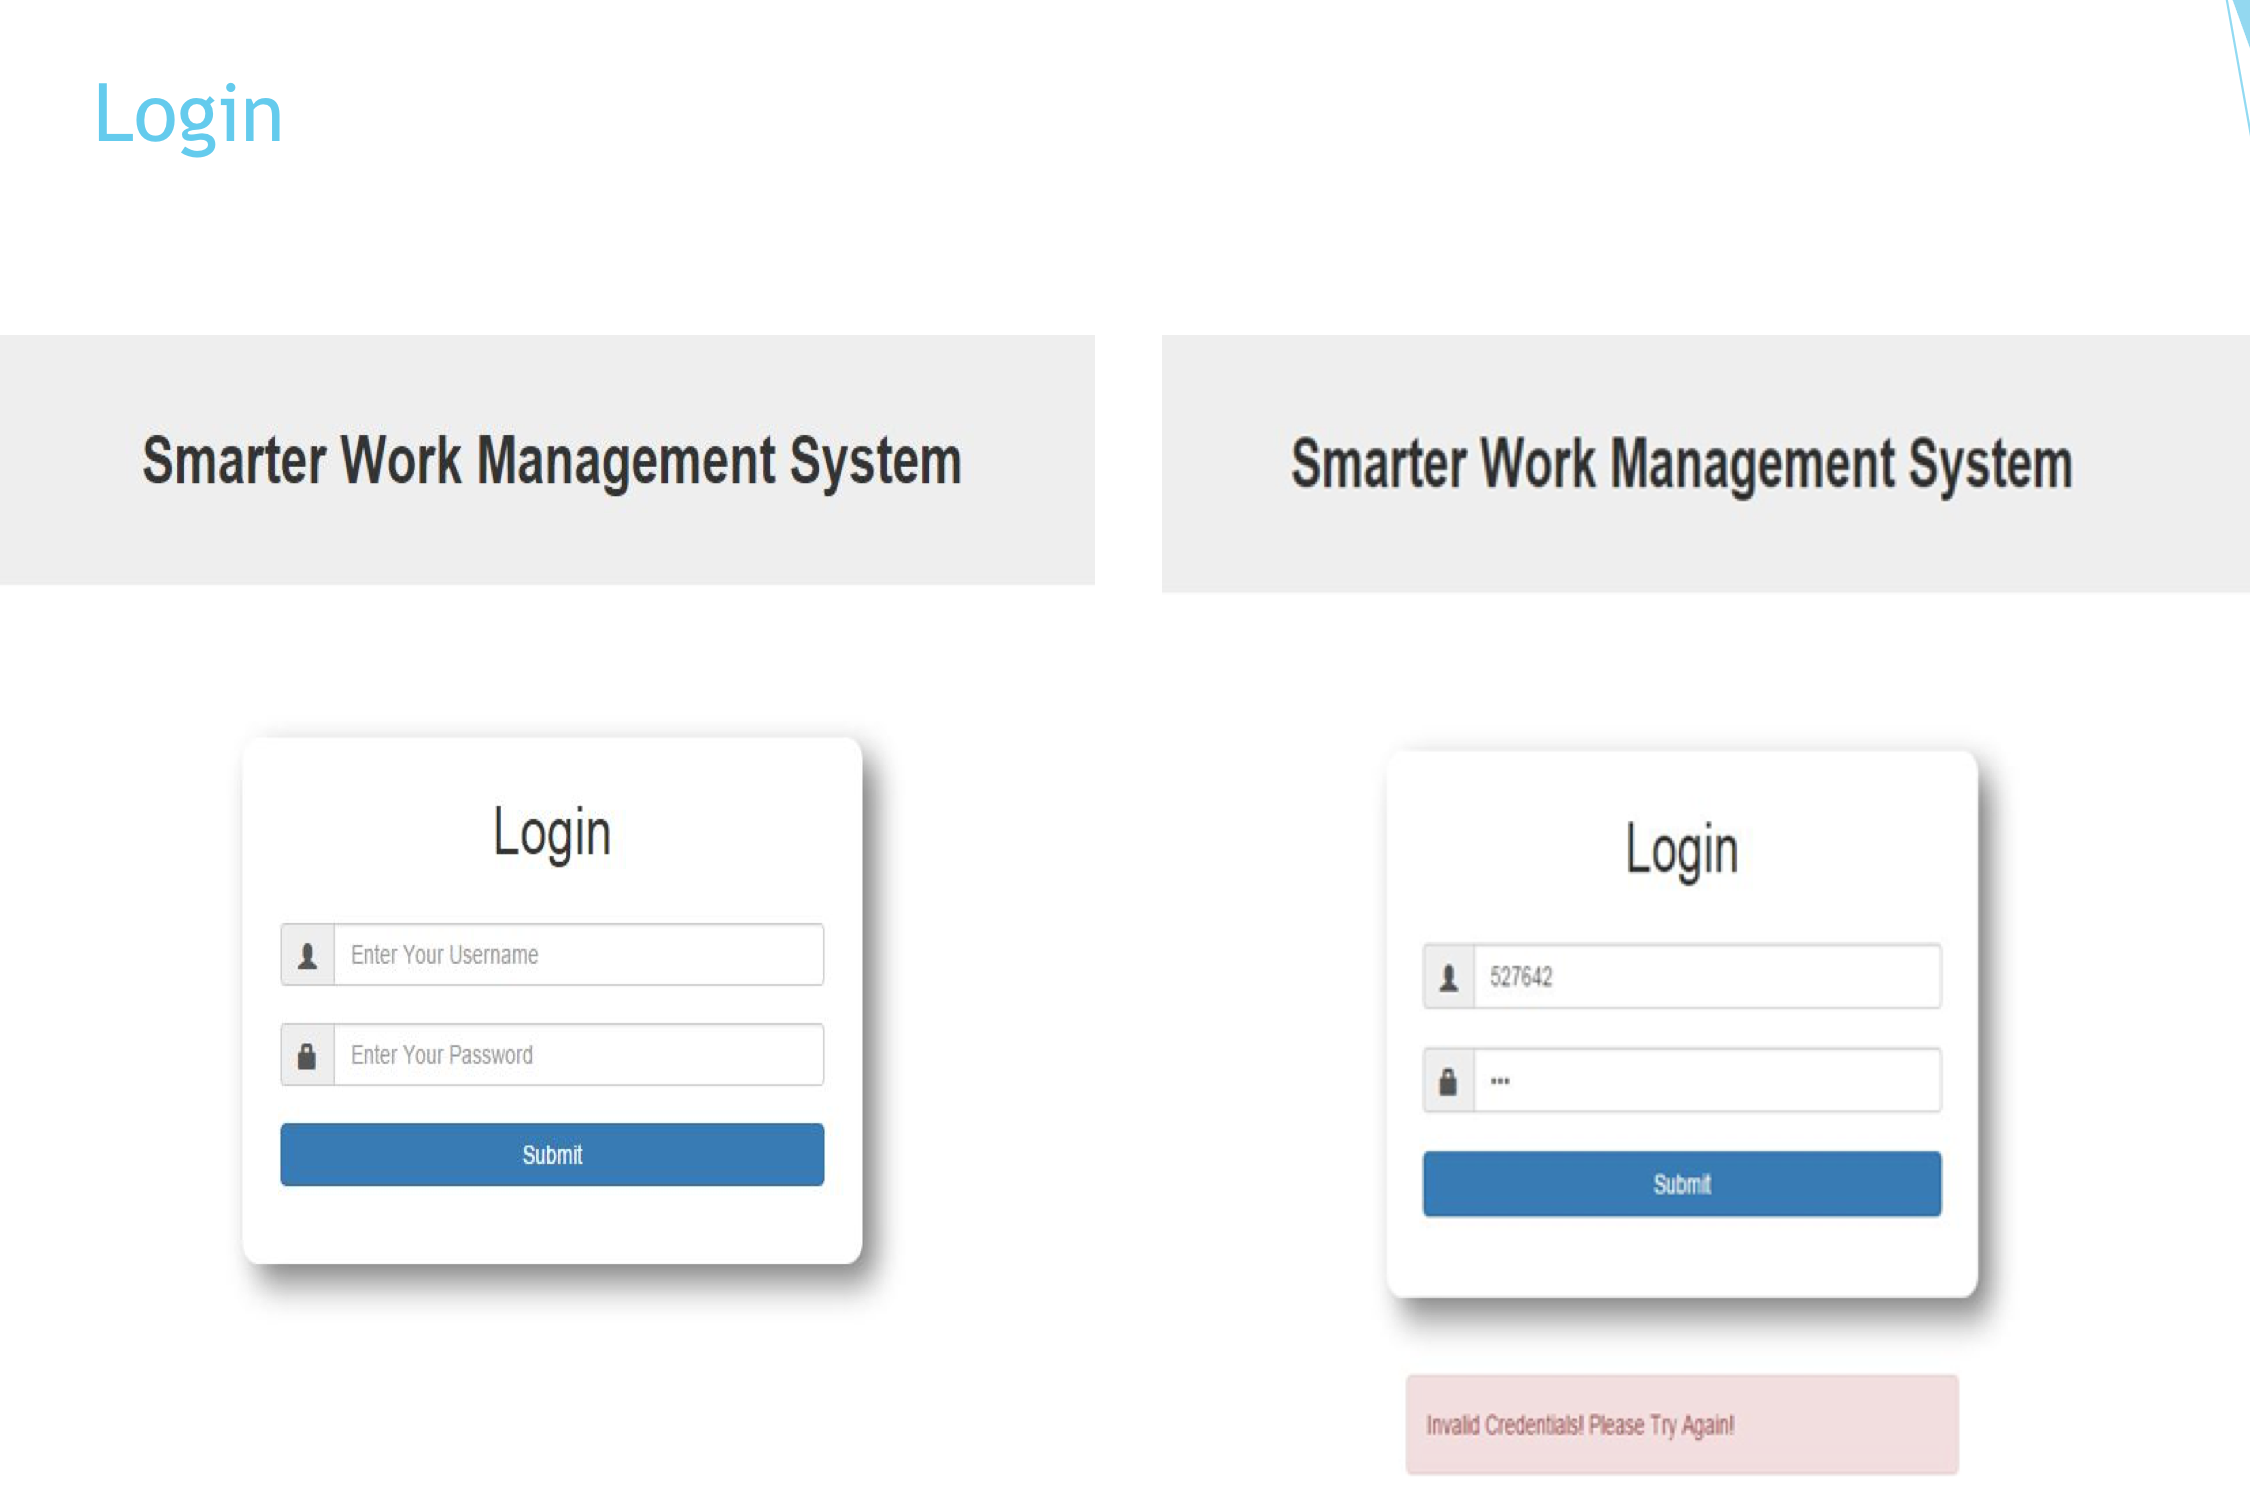 Login
Smarter Work Management System
Login
Enter Your Username
Enter Your Password
Submit
Smarter Work Management System
Login
527642
•••
Submit
Invalid Credentials! Please Try Again!